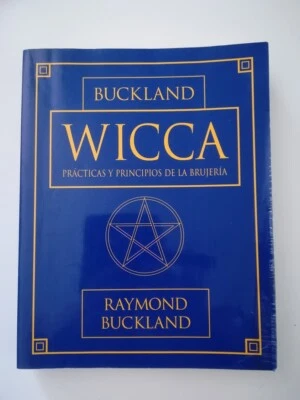 BUCKLAND
WICCA
PRÁCTICAS Y PRINCIPIOS DE LA BRUJERÍA
RAYMOND
BUCKLAND